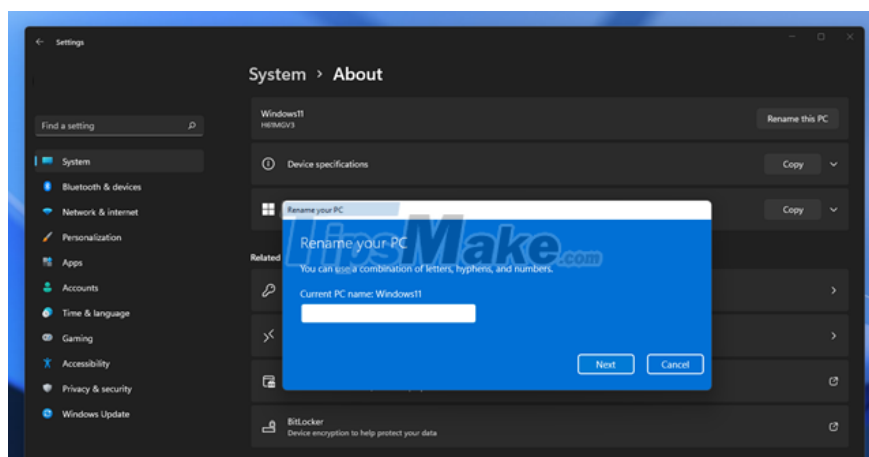 Settings
System > About
Find a setting
Windows11
H61MGV3
Rename this PC
System
Bluetooth & devices
Network & internet
Personalization
Apps
Accounts
Time & language
Gaming
Accessibility
Privacy & security
Windows Update
Device specifications
Copy
Copy
Related
Rename your PC
Rename your PC
TipsMake.com
You can use a combination of letters, hyphens, and numbers.
Current PC name: Windows11
Next
Cancel
BitLocker
Device encryption to help protect your data